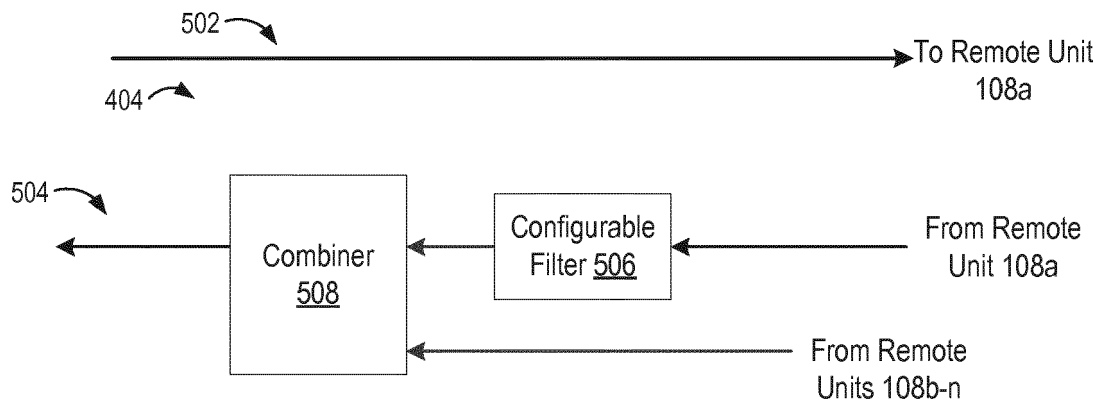 502
To Remote Unit
108a
404
504
Combiner
508
Configurable
Filter 506
From Remote
Unit 108a
From Remote
Units 108b-n